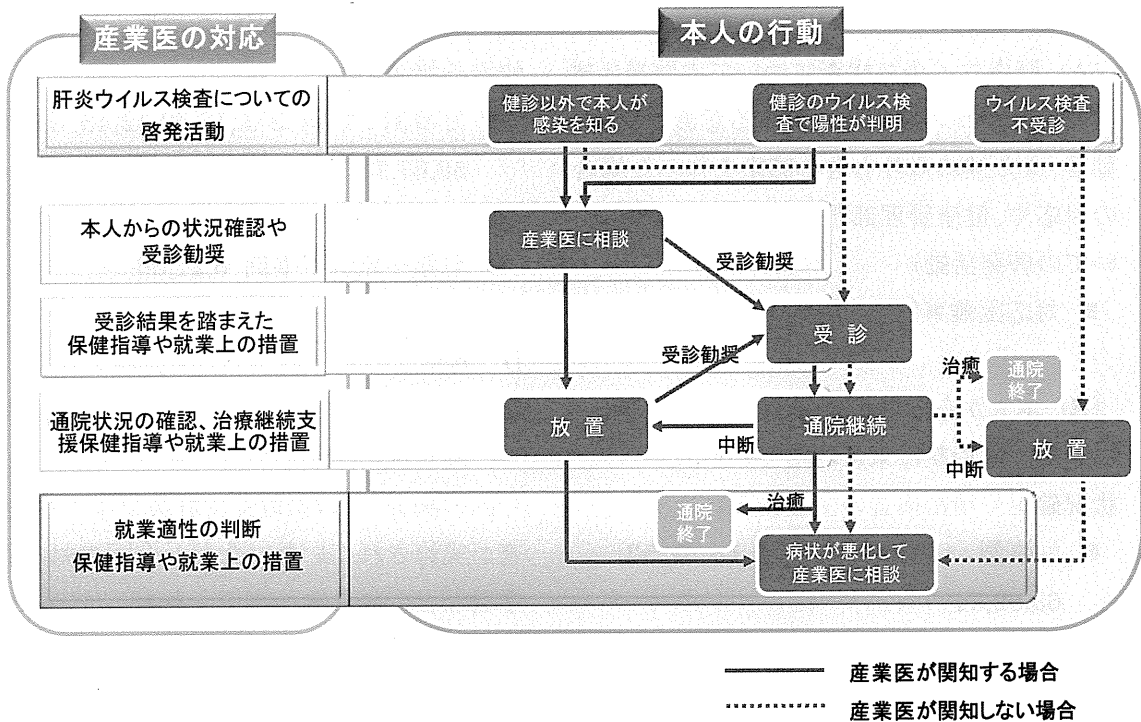 産業医の対応
本人の行動
肝炎ウイルス検査についての
啓発活動
健診以外で本人が
感染を知る
健診のウイルス検
査で陽性が判明
ウイルス検査
不受診
本人からの状況確認や
受診勧奨
産業医に相談
受診勧奨
受診結果を踏まえた
保健指導や就業上の措置
受診勧奨
受 診
治癒
通院
終了
通院状況の確認、治療継続支
援保健指導や就業上の措置
放 置
中断
通院継続
中断
放 置
就業適性の判断
保健指導や就業上の措置
通院
終了
治癒
病状が悪化して
産業医に相談
産業医が関知する場合
産業医が関知しない場合